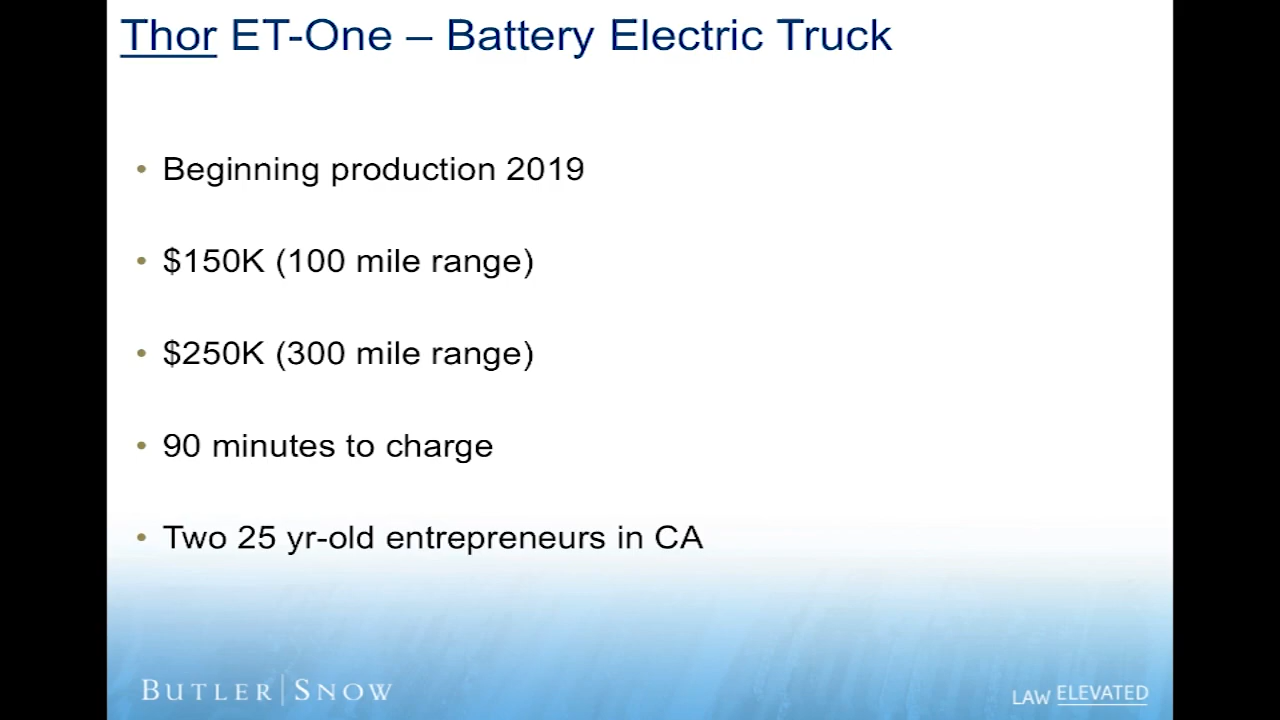 Thor ET-One – Battery Electric Truck
• Beginning production 2019
• $150K (100 mile range)
• $250K (300 mile range)
• 90 minutes to charge
• Two 25 yr-old entrepreneurs in CA
BUTLER | SNOW
LAW ELEVATED